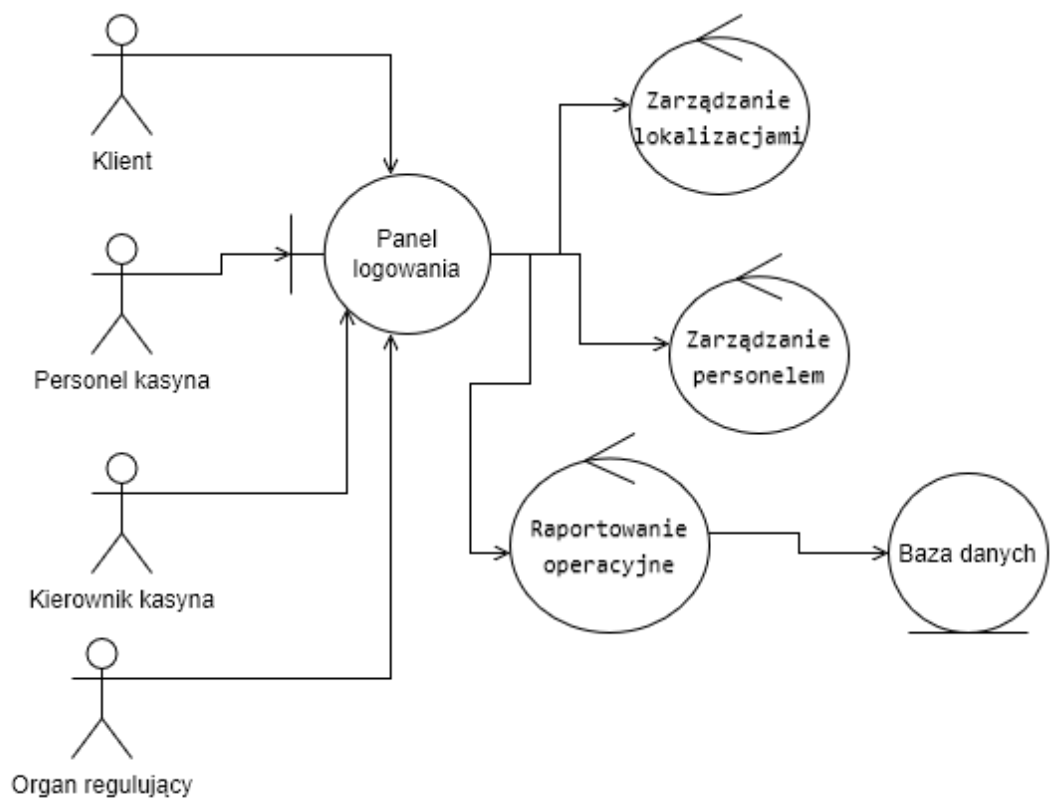 Klient
Personel kasyna
Kierownik kasyna
Organ regulujący
Panel
logowania
Zarządzanie
lokalizacjami
Zarządzanie
personelem
Raportowanie
operacyjne
Baza danych